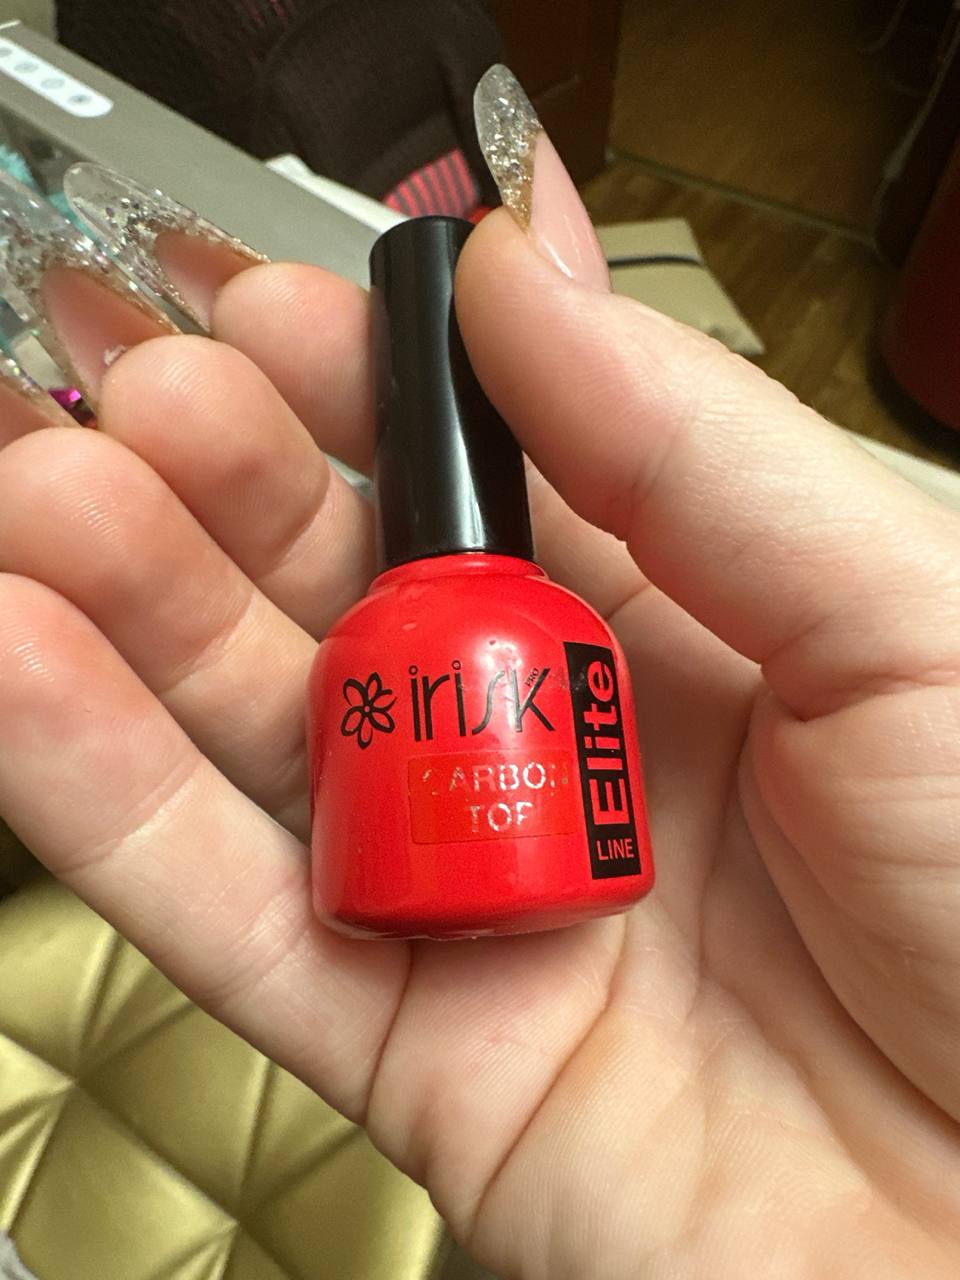 irisk PRO
CARBON
TOP
Elite
LINE